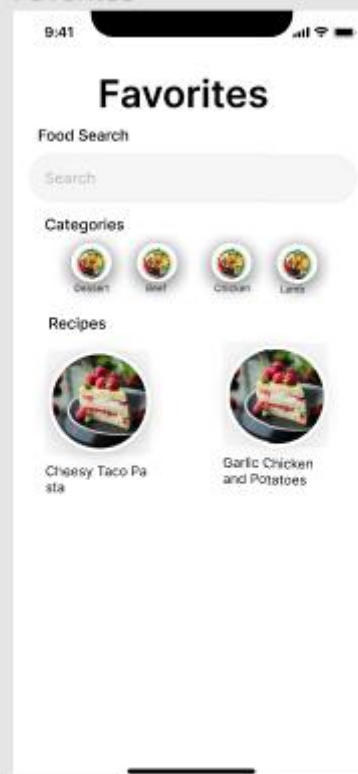 9:41
Favorites
Food Search
Search
Categories
Dessert Beef Chicken Lamb
Recipes
Cheesy Taco Pa
sta
Garlic Chicken
and Potatoes